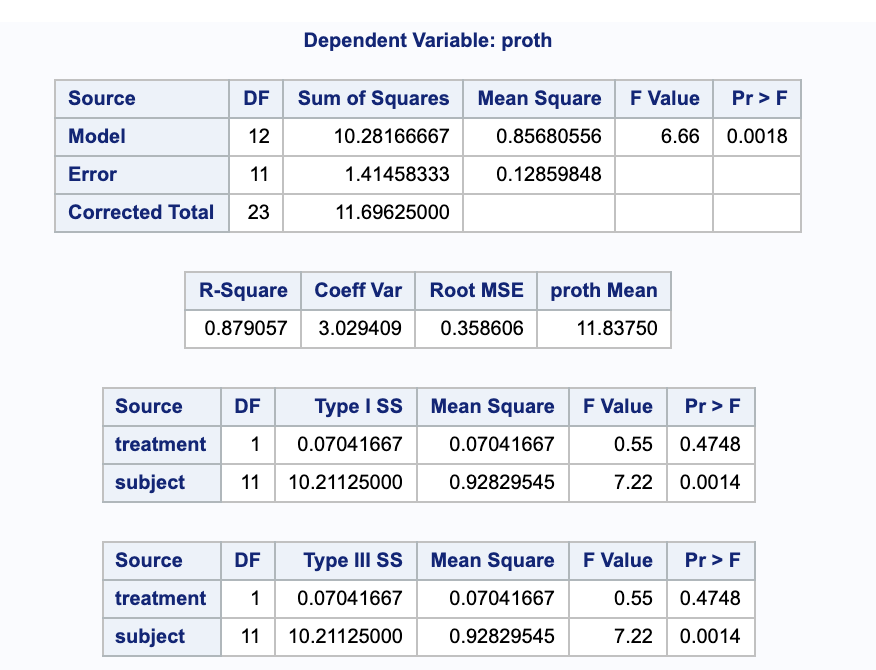 Dependent Variable: proth
Source DF Sum of Squares Mean Square F Value Pr > F
Model 12 10.28166667 0.85680556 6.66 0.0018
Error 11 1.41458333 0.12859848
Corrected Total 23 11.69625000
R-Square Coeff Var Root MSE proth Mean
0.879057 3.029409 0.358606 11.83750
Source DF Type I SS Mean Square F Value Pr > F
treatment 1 0.07041667 0.07041667 0.55 0.4748
subject 11 10.21125000 0.92829545 7.22 0.0014
Source DF Type III SS Mean Square F Value Pr > F
treatment 1 0.07041667 0.07041667 0.55 0.4748
subject 11 10.21125000 0.92829545 7.22 0.0014